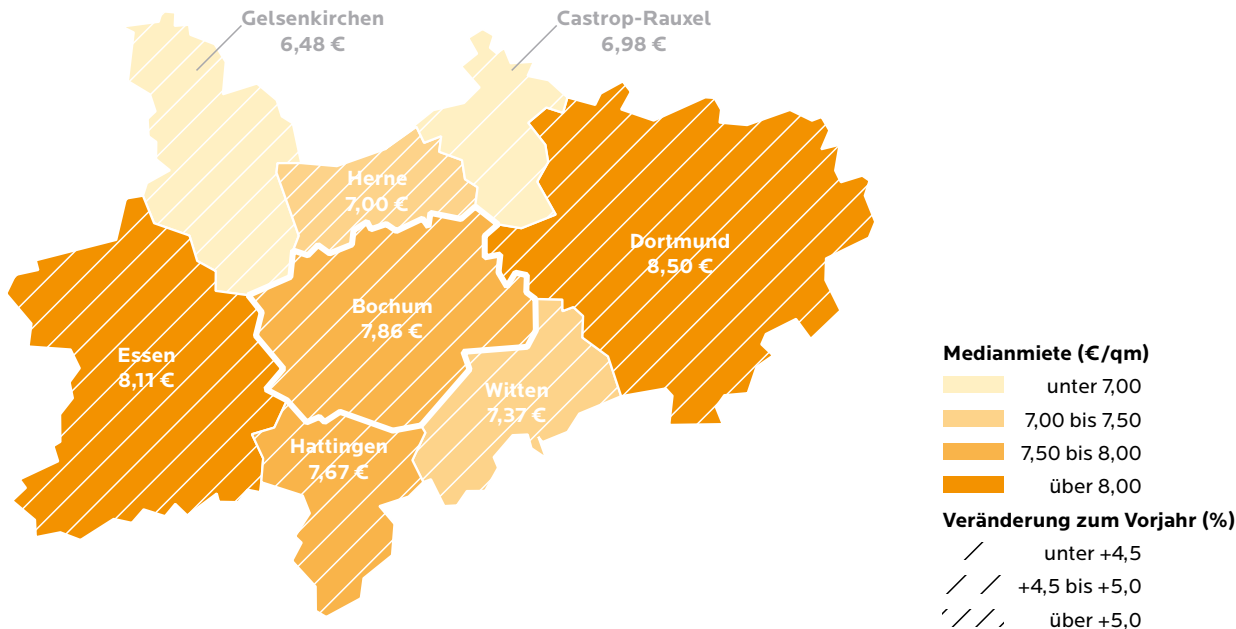 Gelsenkirchen
6,48 €
Castrop-Rauxel
6,98 €
Herne
7,00 €
Dortmund
8,50 €
Bochum
7,86 €
Essen
8,11 €
Witten
7,37 €
Hattingen
7,67 €
Medianmiete (€/qm)
unter 7,00
7,00 bis 7,50
7,50 bis 8,00
über 8,00
Veränderung zum Vorjahr (%)
unter +4,5
+4,5 bis +5,0
über +5,0